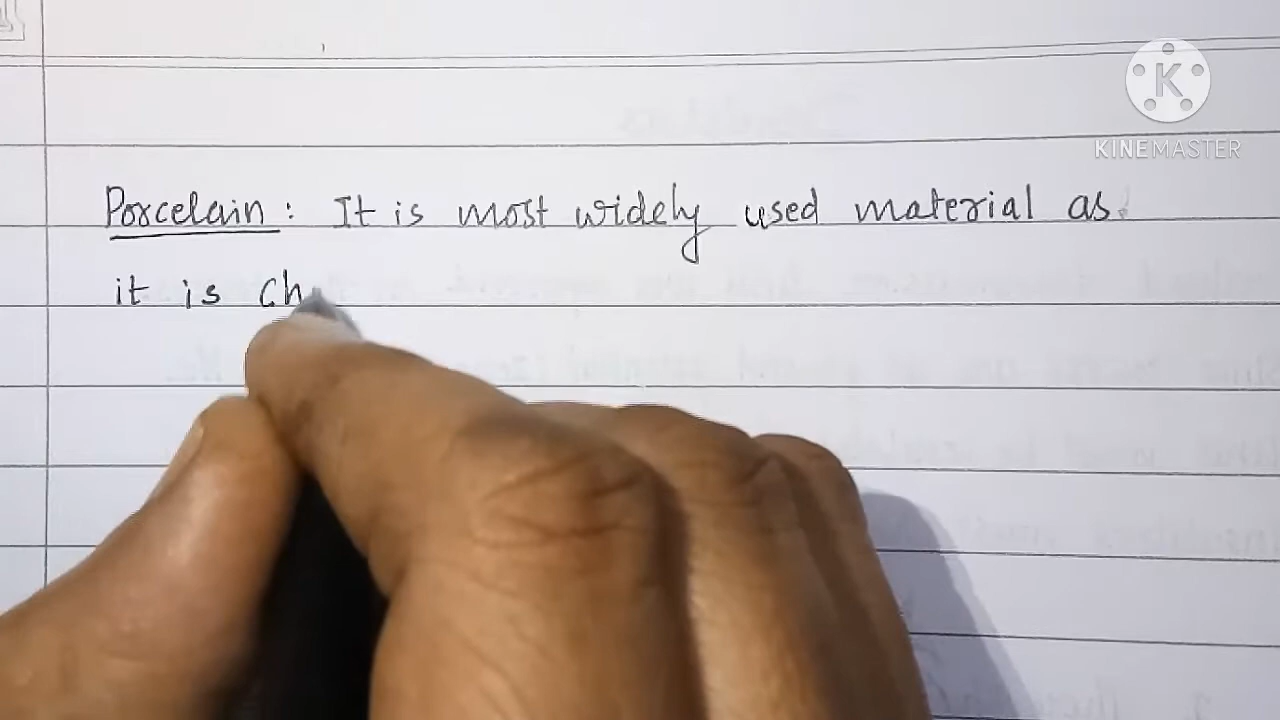 K
KINEMASTER
Porcelain : It is most widely used material as
it is Ch